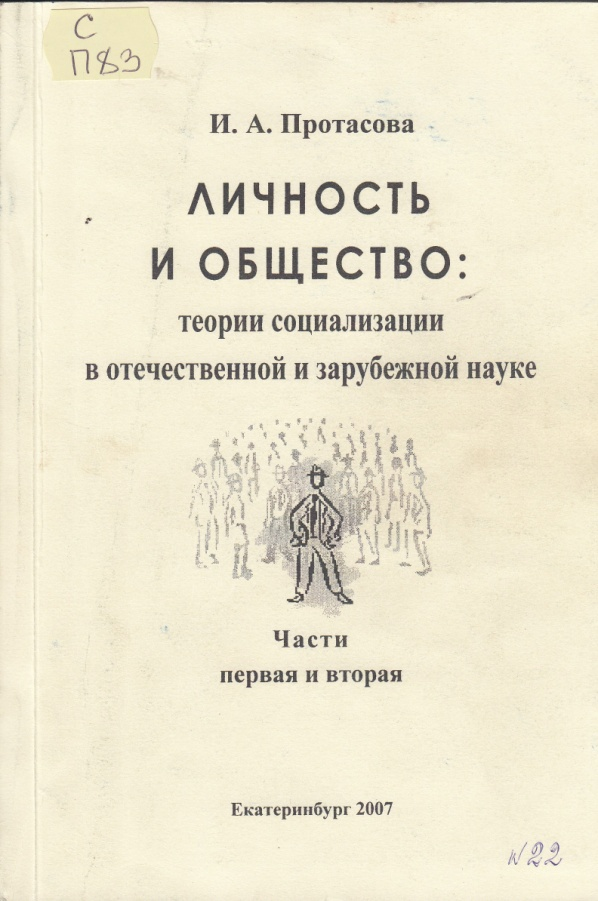 С
П83
И. А. Протасова
ЛИЧНОСТЬ
И ОБЩЕСТВО:
теории социализации
в отечественной и зарубежной науке
Части
первая и вторая
Екатеринбург 2007
№22